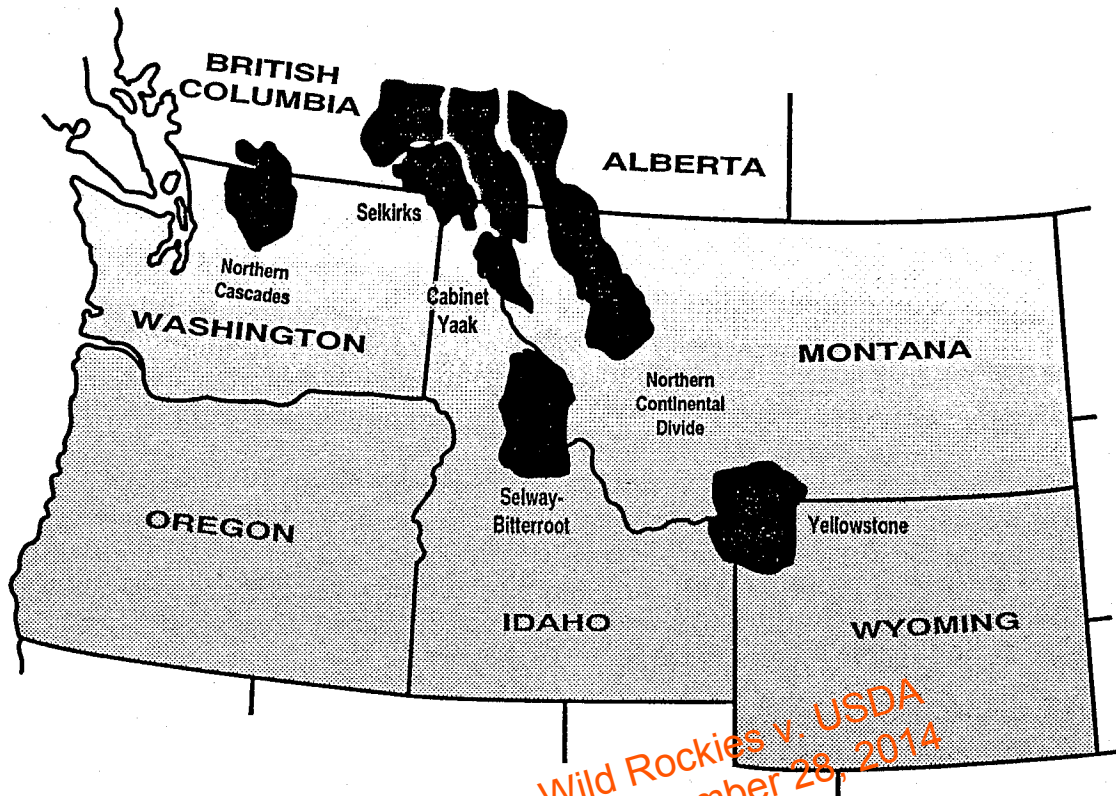 BRITISH
COLUMBIA
ALBERTA
Selkirks
Northern
Cascades
Cabinet
Yaak
WASHINGTON
MONTANA
Northern
Continental
Divide
Selway-
Bitterroot
OREGON
Yellowstone
IDAHO
WYOMING
Wild Rockies v. USDA
28, 2014